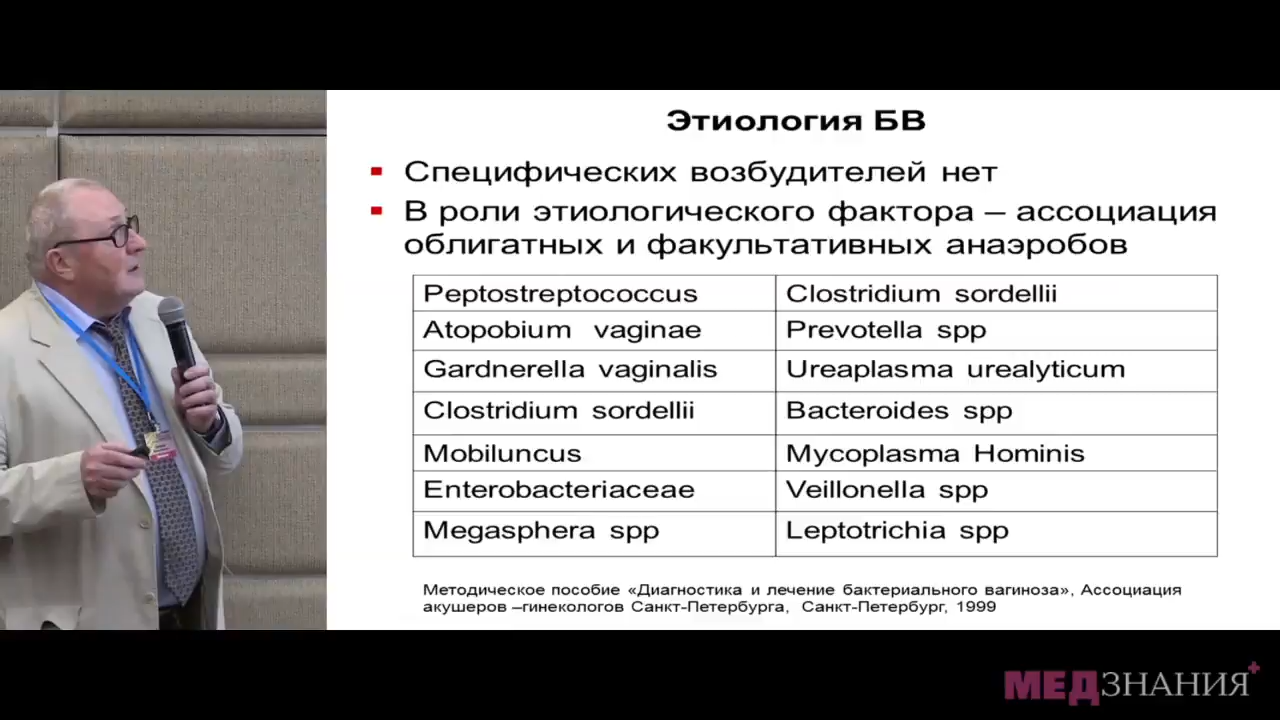 Этиология БВ
Специфических возбудителей нет
В роли этиологического фактора – ассоциация
облигатных и факультативных анаэробов
Peptostreptococcus Clostridium sordellii
Atopobium vaginae Prevotella spp
Gardnerella vaginalis Ureaplasma urealyticum
Clostridium sordellii Bacteroides spp
Mobiluncus Mycoplasma Hominis
Enterobacteriaceae Veillonella spp
Megasphera spp Leptotrichia spp
Методическое пособие «Диагностика и лечение бактериального вагиноза», Ассоциация
акушеров –гинекологов Санкт-Петербурга, Санкт-Петербург, 1999
МЕДЗНАНИЯ+